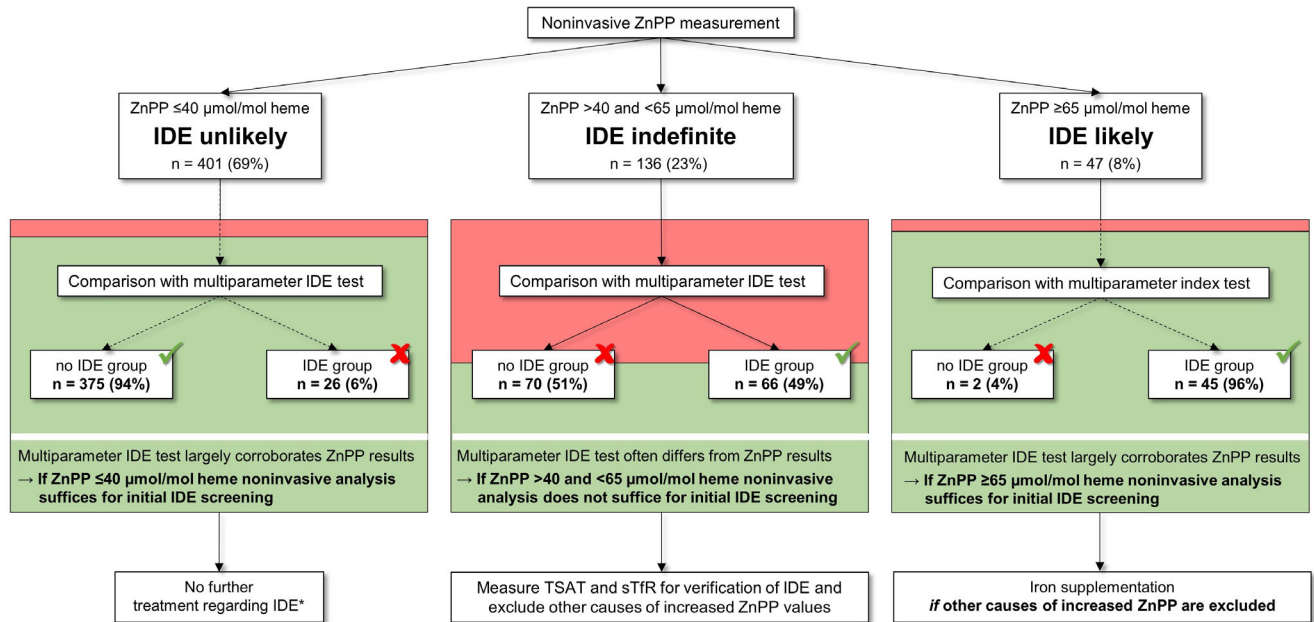 Noninvasive ZnPP measurement
ZnPP ≤40 µmol/mol heme
IDE unlikely
n = 401 (69%)
ZnPP >40 and <65 µmol/mol heme
IDE indefinite
n = 136 (23%)
ZnPP ≥65 µmol/mol heme
IDE likely
n = 47 (8%)
Comparison with multiparameter IDE test
no IDE group
n = 375 (94%)
IDE group
n = 26 (6%)
Multiparameter IDE test largely corroborates ZnPP results
→ If ZnPP ≤40 µmol/mol heme noninvasive analysis
suffices for initial IDE screening
Comparison with multiparameter IDE test
no IDE group
n = 70 (51%)
IDE group
n = 66 (49%)
Multiparameter IDE test often differs from ZnPP results
→ If ZnPP >40 and <65 µmol/mol heme noninvasive
analysis does not suffice for initial IDE screening
Comparison with multiparameter index test
no IDE group
n = 2 (4%)
IDE group
n = 45 (96%)
Multiparameter IDE test largely corroborates ZnPP results
→ If ZnPP ≥65 µmol/mol heme noninvasive analysis
suffices for initial IDE screening
No further
treatment regarding IDE*
Measure TSAT and sTfR for verification of IDE and
exclude other causes of increased ZnPP values
Iron supplementation
if other causes of increased ZnPP are excluded